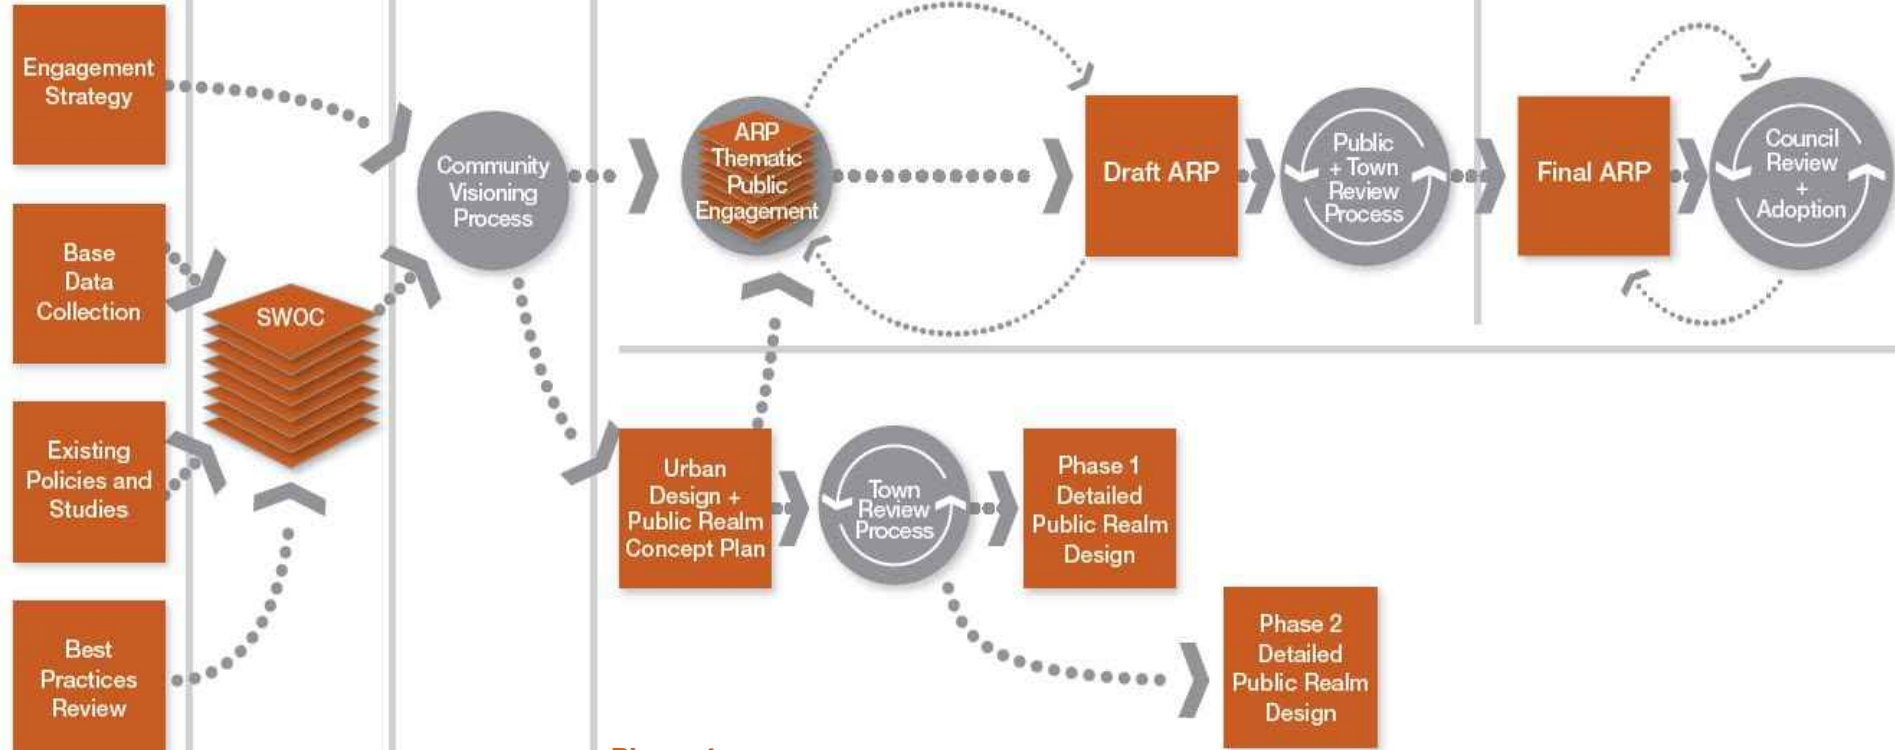 Engagement
Strategy
Base
Data
Collection
Existing
Policies and
Studies
Best
Practices
Review
SWOC
Community
Visioning
Process
ARP
Thematic
Public
Engagement
Draft ARP
Public
+ Town
Review
Process
Final ARP
Council
Review
+
Adoption
Urban
Design +
Public Realm
Concept Plan
Town
Review
Process
Phase 1
Detailed
Public Realm
Design
Phase 2
Detailed
Public Realm
Design